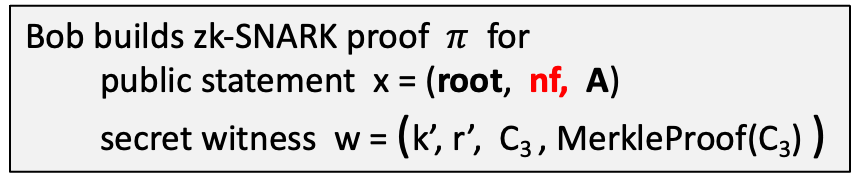 Bob builds zk-SNARK proof π for
public statement x = (root, nf, A)
secret witness w = (k’, r’, C₃ , MerkleProof(C₃) )